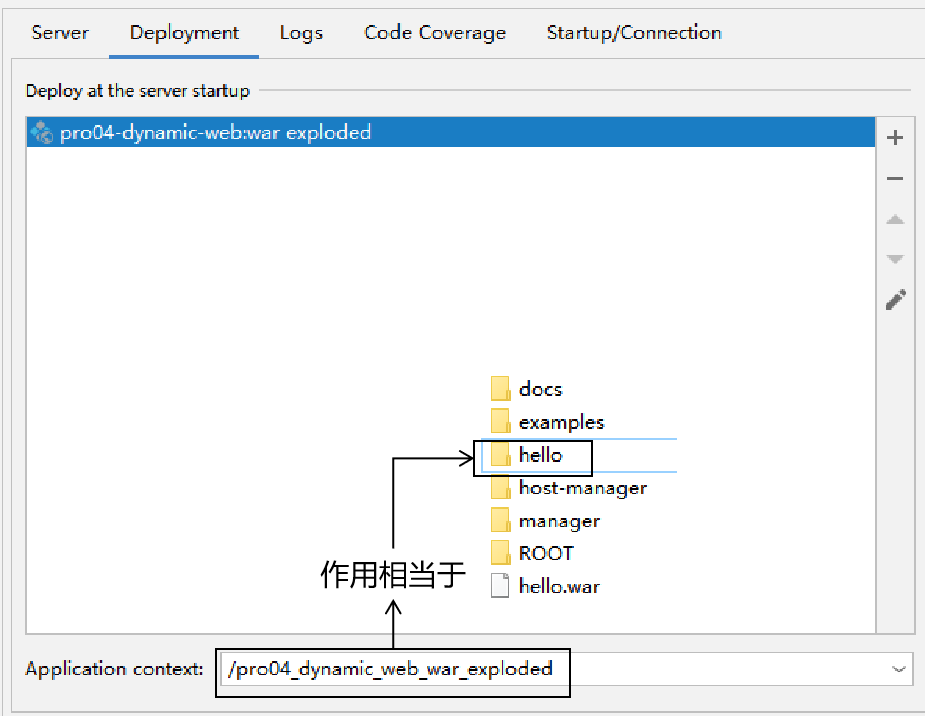 Server Deployment Logs Code Coverage Startup/Connection
Deploy at the server startup
pro04-dynamic-web:war exploded
docs
examples
hello
host-manager
manager
ROOT
hello.war
作用相当于
Application context: /pro04_dynamic_web_war_exploded